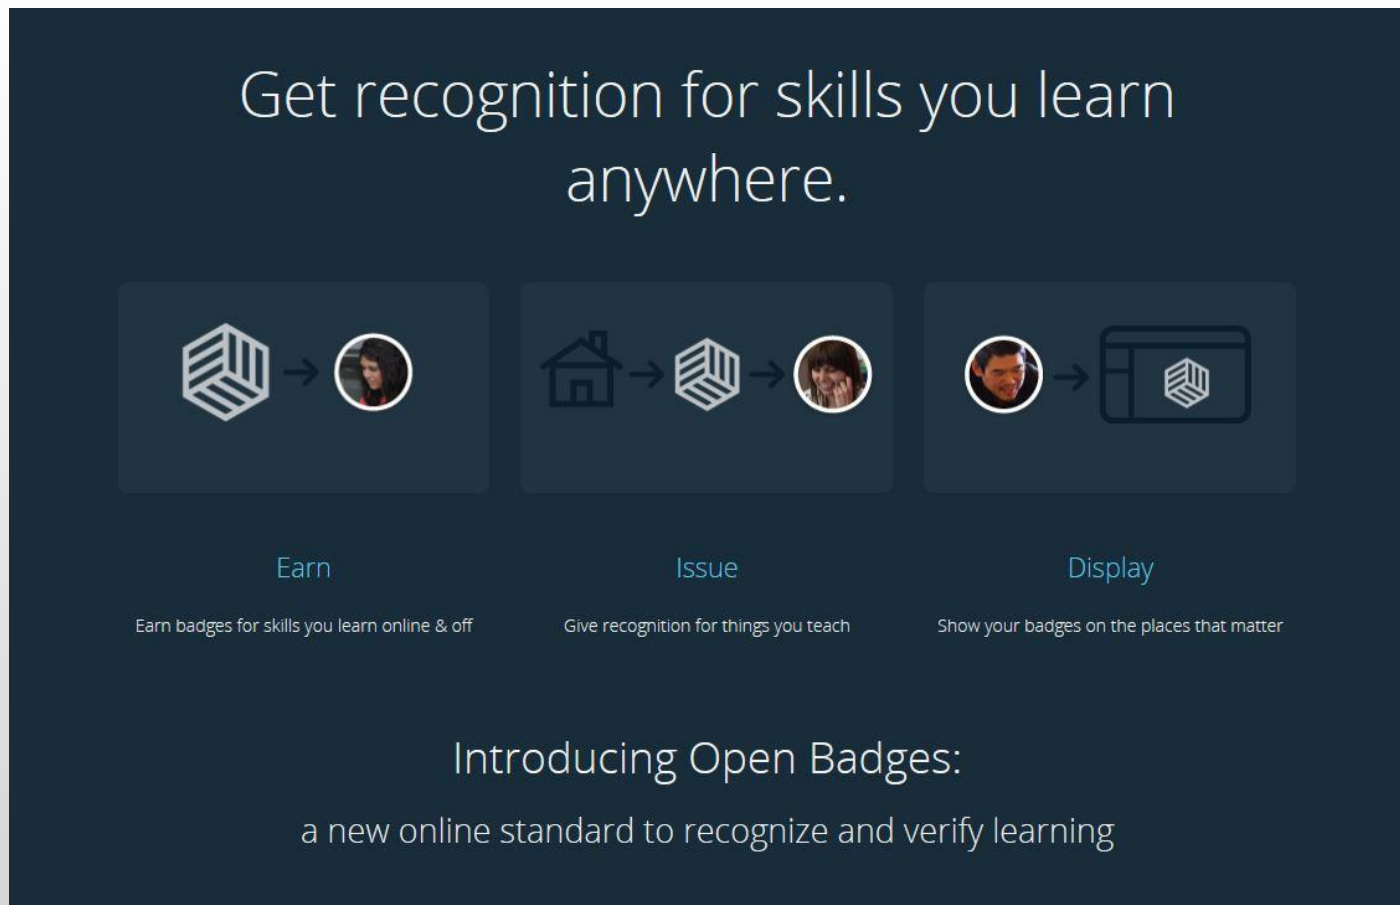 Get recognition for skills you learn
anywhere.
Earn
Earn badges for skills you learn online & off
Issue
Give recognition for things you teach
Display
Show your badges on the places that matter
Introducing Open Badges:
a new online standard to recognize and verify learning